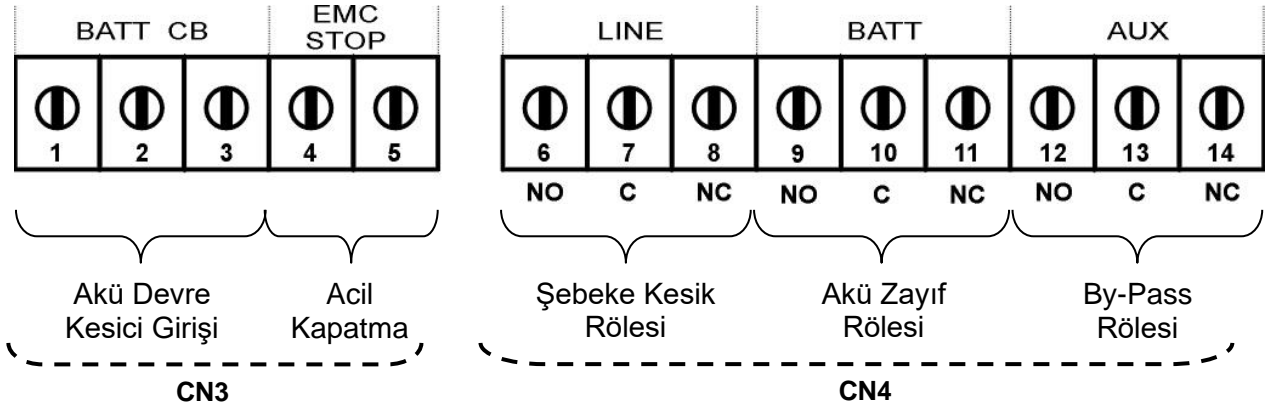 BATT CB
EMC
STOP
LINE
BATT
AUX
1 2 3 4 5 6 7 8 9 10 11 12 13 14
NO C NC NO C NC NO C NC
Akü Devre
Kesici Girişi
Acil
Kapatma
Şebeke Kesik
Rölesi
Akü Zayıf
Rölesi
By-Pass
Rölesi
CN3
CN4